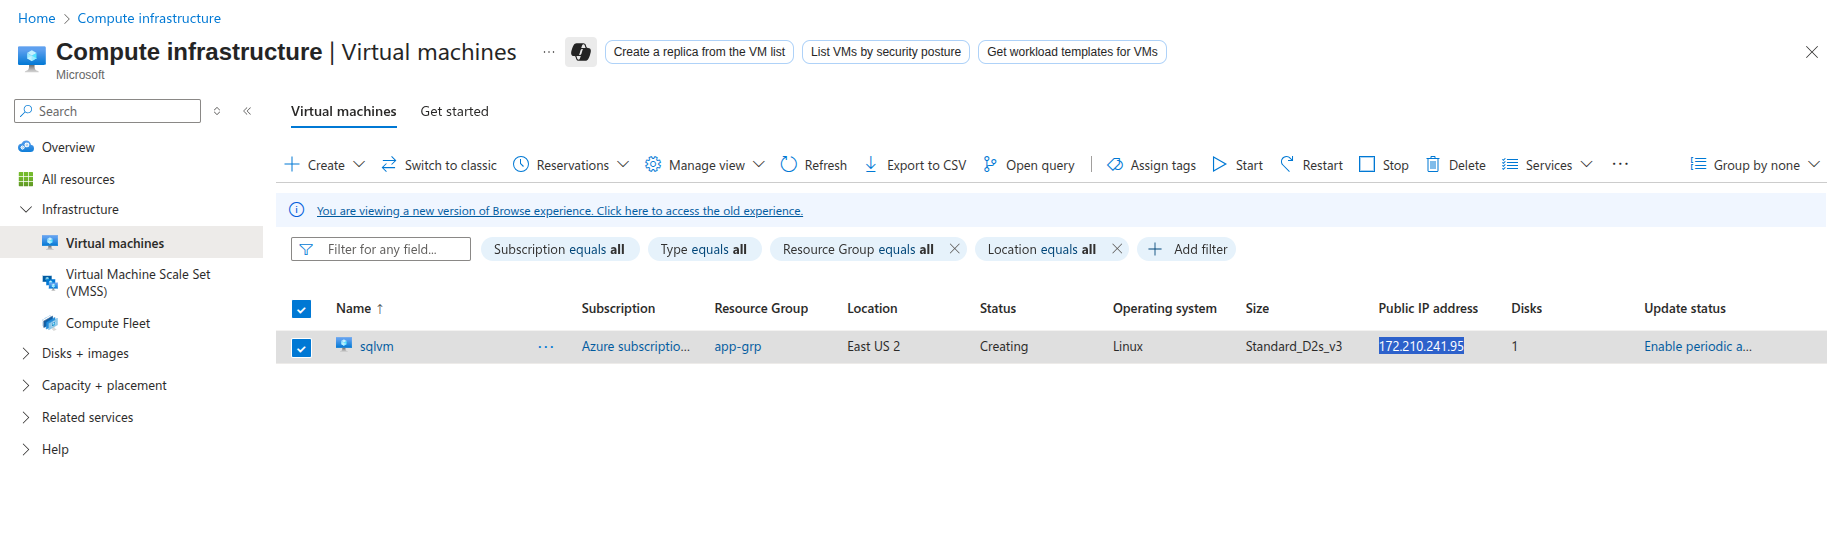 Home > Compute infrastructure
Compute infrastructure | Virtual machines ...
Create a replica from the VM list
List VMs by security posture
Get workload templates for VMs
Microsoft
Search
Overview
All resources
Infrastructure
Virtual machines
Virtual Machine Scale Set
(VMSS)
Compute Fleet
Disks + images
Capacity + placement
Related services
Help
Virtual machines Get started
Create Switch to classic Reservations Manage view Refresh Export to CSV Open query Assign tags Start Restart Stop Delete Services ... Group by none
You are viewing a new version of Browse experience. Click here to access the old experience.
Filter for any field... Subscription equals all Type equals all Resource Group equals all Location equals all Add filter
Name ↑ Subscription Resource Group Location Status Operating system Size Public IP address Disks Update status
sqlvm ... Azure subscriptio... app-grp East US 2 Creating Linux Standard_D2s_v3 172.210.241.95 1 Enable periodic a...